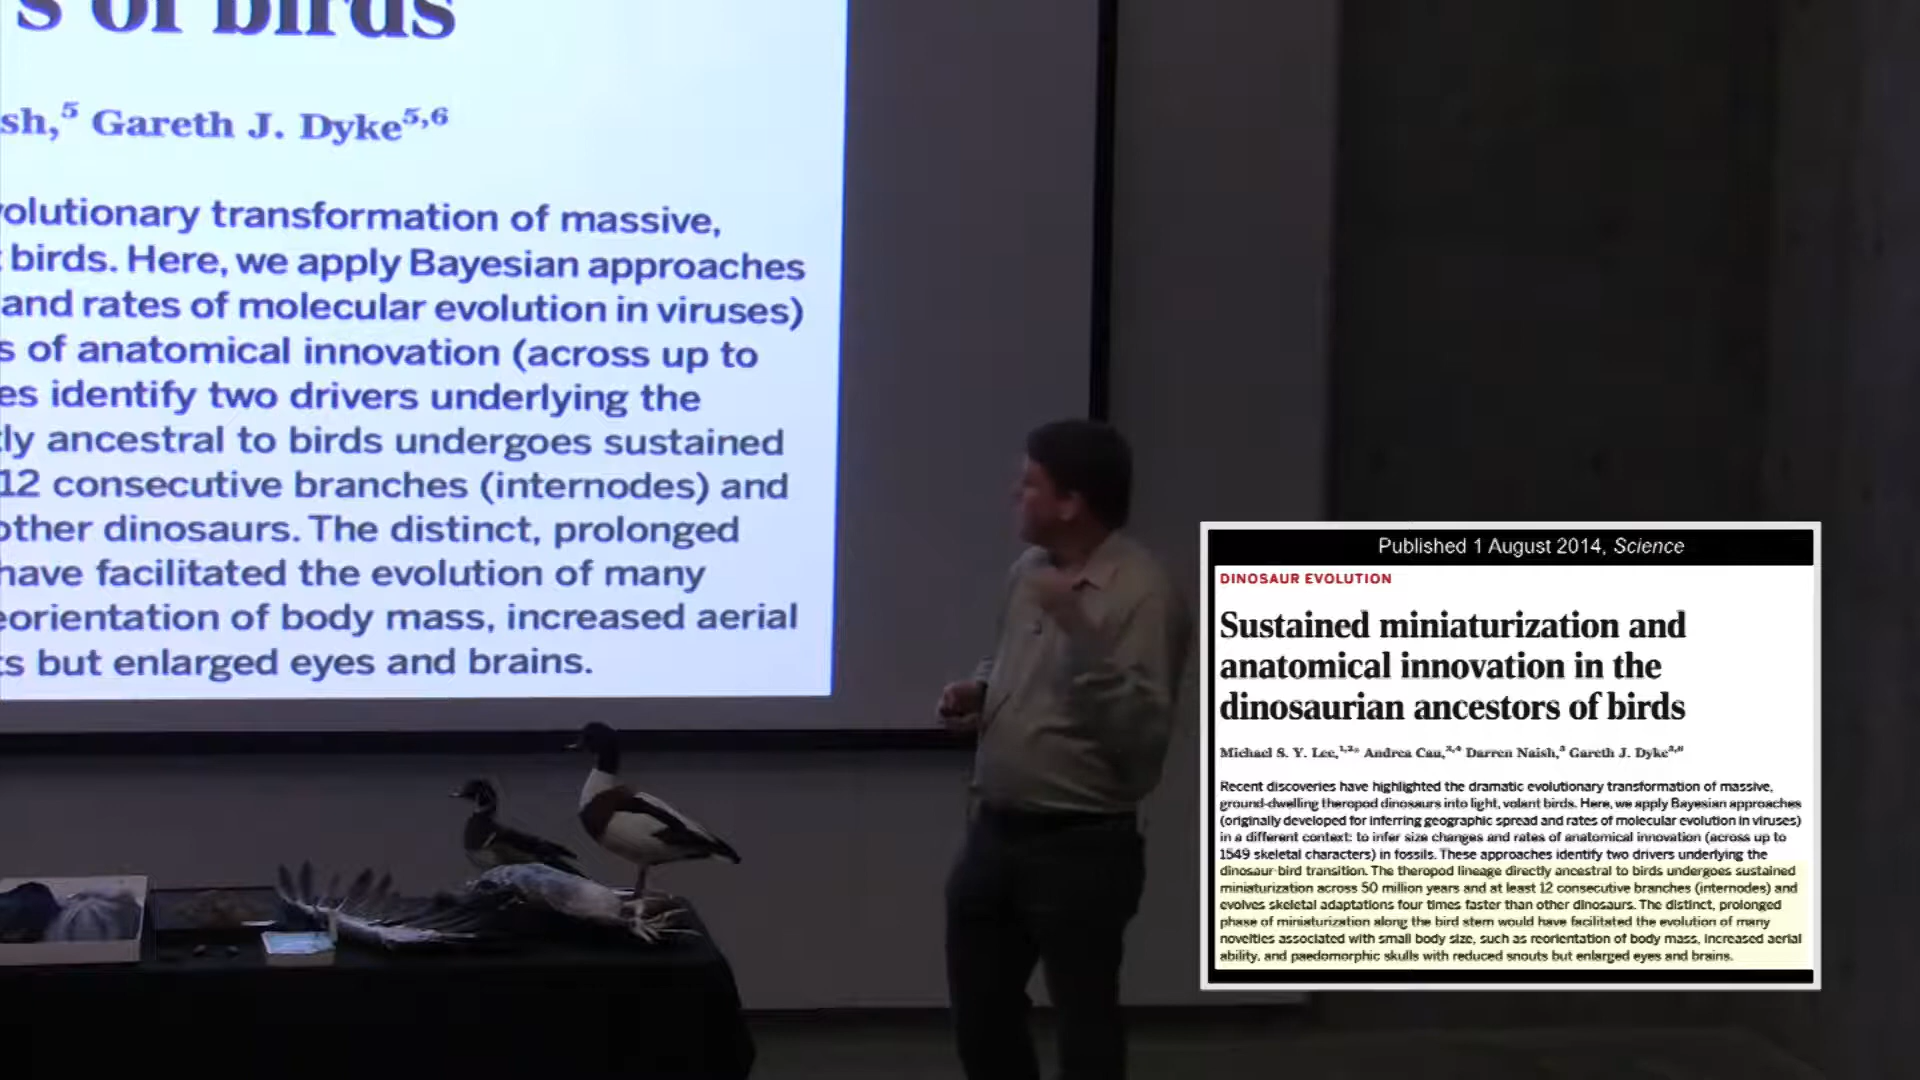 s of birds
sh,⁵ Gareth J. Dyke⁵,⁶
volutionary transformation of massive,
t birds. Here, we apply Bayesian approaches
and rates of molecular evolution in viruses)
s of anatomical innovation (across up to
es identify two drivers underlying the
tly ancestral to birds undergoes sustained
12 consecutive branches (internodes) and
other dinosaurs. The distinct, prolonged
have facilitated the evolution of many
eorientation of body mass, increased aerial
ts but enlarged eyes and brains.
Published 1 August 2014, Science
DINOSAUR EVOLUTION
Sustained miniaturization and
anatomical innovation in the
dinosaurian ancestors of birds
Michael S. Y. Lee, Andrea Cau, Darren Naish, Gareth J. Dyke
Recent discoveries have highlighted the dramatic evolutionary transformation of massive,
ground-dwelling theropod dinosaurs into light, volant birds. Here, we apply Bayesian approaches
(originally developed for inferring geographic spread and rates of molecular evolution in viruses)
in a different context: to infer size changes and rates of anatomical innovation (across up to
1549 skeletal characters) in fossils. These approaches identify two drivers underlying the
dinosaur-bird transition. The theropod lineage directly ancestral to birds undergoes sustained
miniaturization across 50 million years and at least 12 consecutive branches (internodes) and
evolves skeletal adaptations four times faster than other dinosaurs. The distinct, prolonged
phase of miniaturization along the bird stem would have facilitated the evolution of many
novelties associated with small body size, such as reorientation of body mass, increased aerial
ability, and paedomorphic skulls with reduced snouts but enlarged eyes and brains.